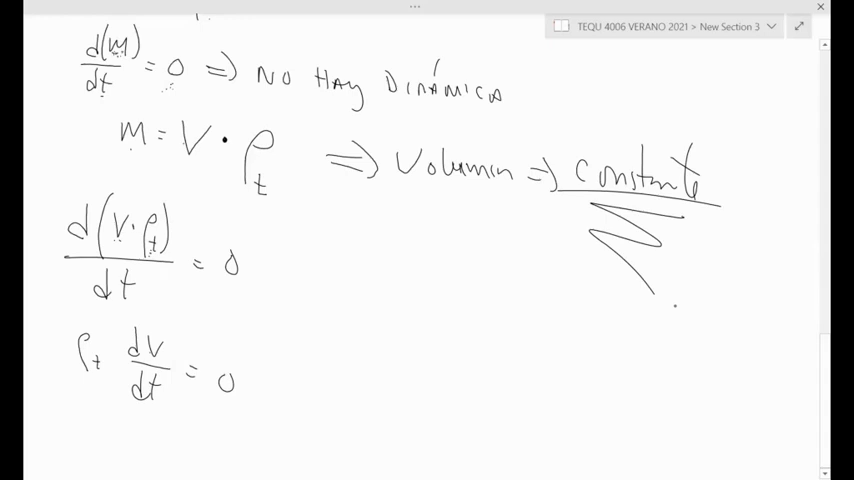 TEQU 4006 VERANO 2021 > New Section 3
d(m)/dt = 0 => NO HAY DINÁMICA
m = V · ρt => Volumen => constante
d(V·ρt)/dt = 0
ρt dV/dt = 0